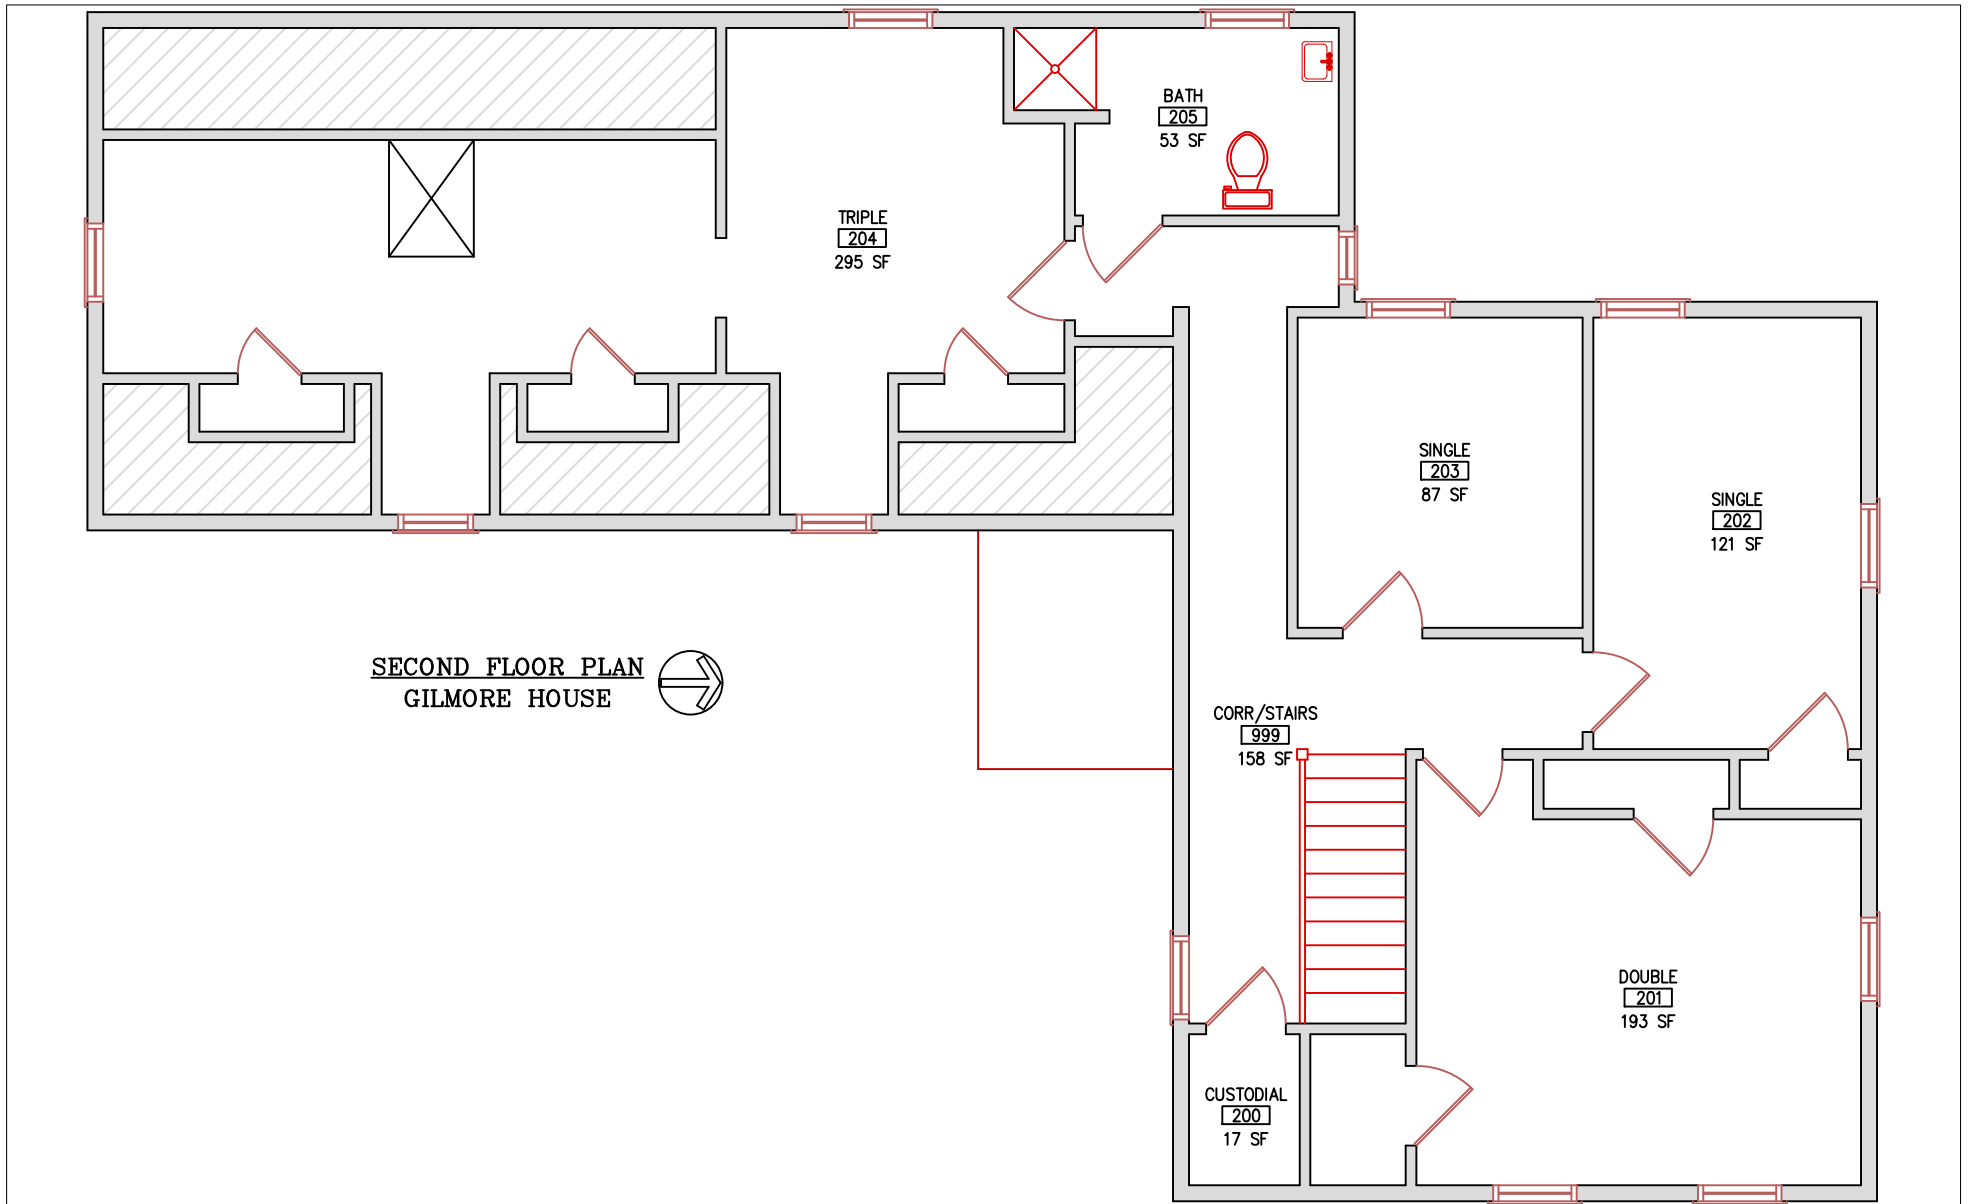 BATH
205
53 SF
TRIPLE
204
295 SF
SINGLE
203
87 SF
SINGLE
202
121 SF
SECOND FLOOR PLAN
GILMORE HOUSE
CORR/STAIRS
999
158 SF
DOUBLE
201
193 SF
CUSTODIAL
200
17 SF